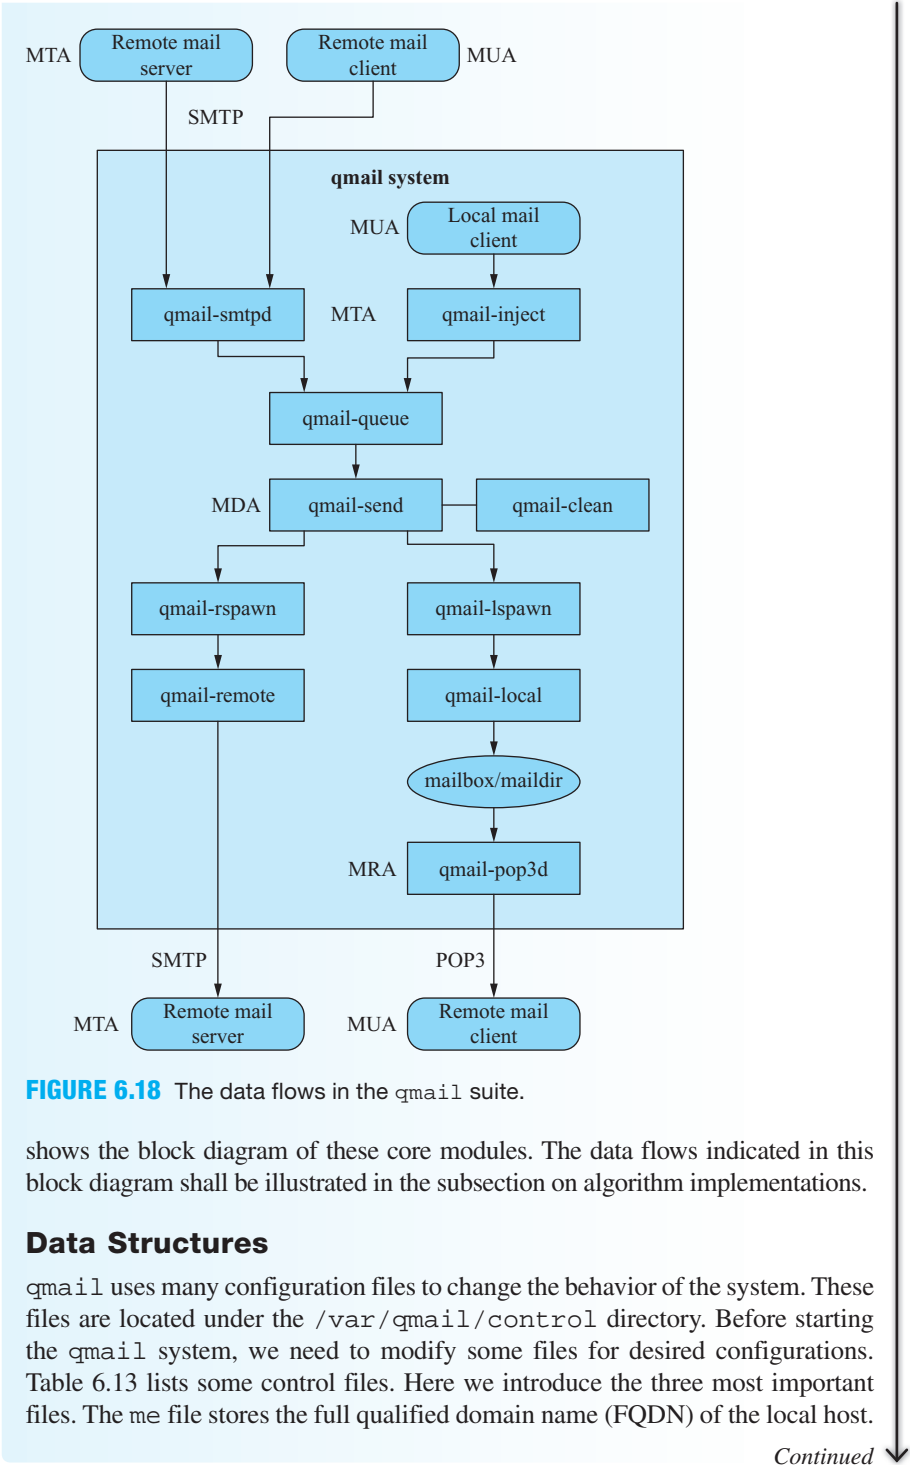 MTA
Remote mail
server
Remote mail
client
MUA
SMTP
qmail system
MUA
Local mail
client
qmail-smtpd
MTA
qmail-inject
qmail-queue
MDA
qmail-send
qmail-clean
qmail-rspawn
qmail-lspawn
qmail-remote
qmail-local
mailbox/maildir
MRA
qmail-pop3d
SMTP
POP3
MTA
Remote mail
server
MUA
Remote mail
client
FIGURE 6.18 The data flows in the qmail suite.
shows the block diagram of these core modules. The data flows indicated in this
block diagram shall be illustrated in the subsection on algorithm implementations.
Data Structures
qmail uses many configuration files to change the behavior of the system. These
files are located under the /var/qmail/control directory. Before starting
the qmail system, we need to modify some files for desired configurations.
Table 6.13 lists some control files. Here we introduce the three most important
files. The me file stores the full qualified domain name (FQDN) of the local host.
Continued